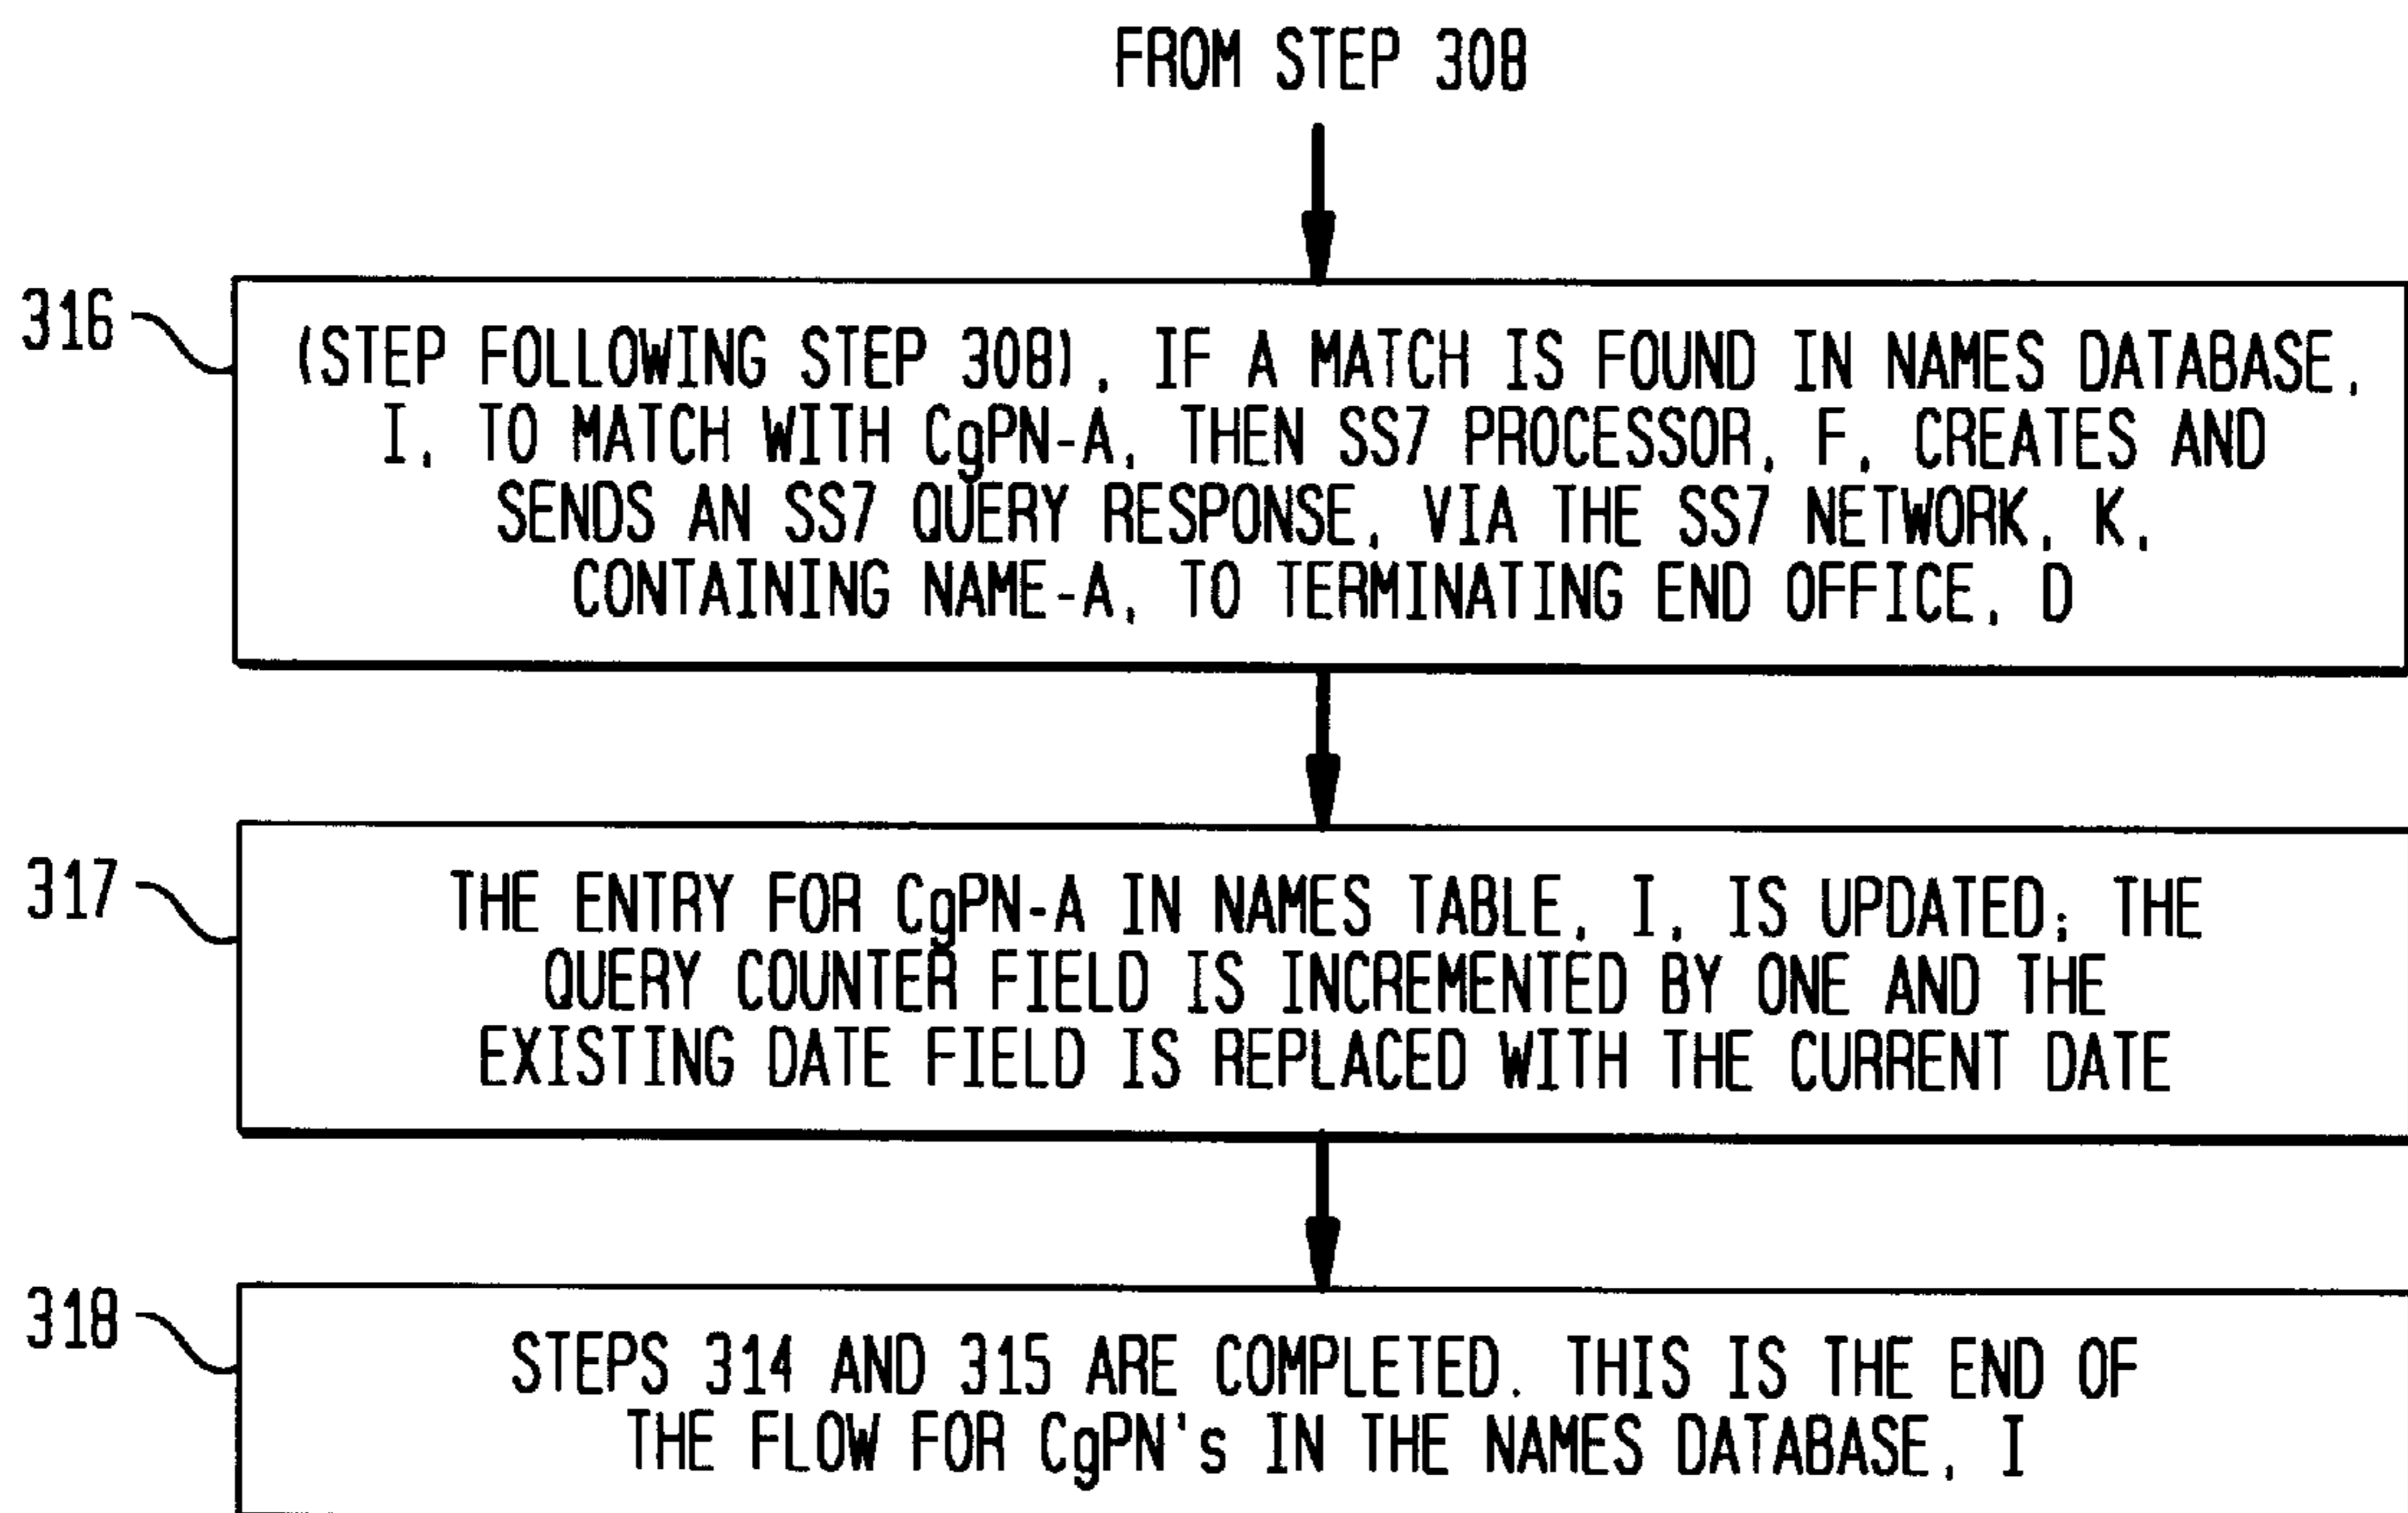 FROM STEP 308
316
(STEP FOLLOWING STEP 308), IF A MATCH IS FOUND IN NAMES DATABASE,
I, TO MATCH WITH CgPN-A, THEN SS7 PROCESSOR, F, CREATES AND
SENDS AN SS7 QUERY RESPONSE, VIA THE SS7 NETWORK, K,
CONTAINING NAME-A, TO TERMINATING END OFFICE, D
317
THE ENTRY FOR CgPN-A IN NAMES TABLE, I, IS UPDATED; THE
QUERY COUNTER FIELD IS INCREMENTED BY ONE AND THE
EXISTING DATE FIELD IS REPLACED WITH THE CURRENT DATE
318
STEPS 314 AND 315 ARE COMPLETED. THIS IS THE END OF
THE FLOW FOR CgPN's IN THE NAMES DATABASE, I